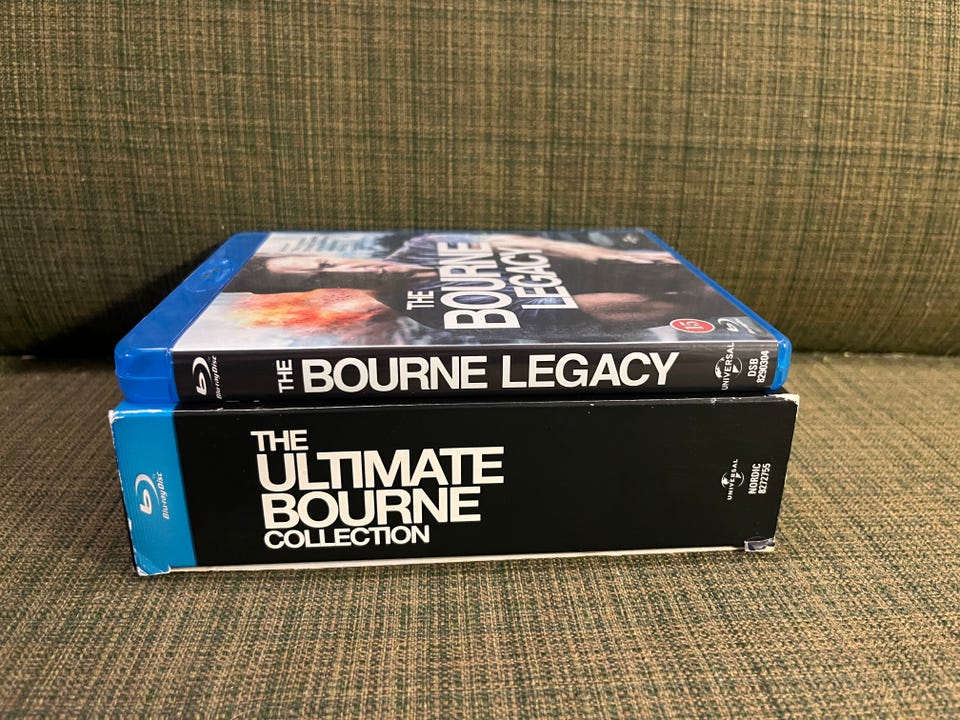 THE
BOURNE
LEGACY
15
Blu-ray Disc
THE BOURNE LEGACY
UNIVERSAL
DSB
8290304
Blu-ray Disc
THE
ULTIMATE
BOURNE
COLLECTION
UNIVERSAL
NORDIC
8272755